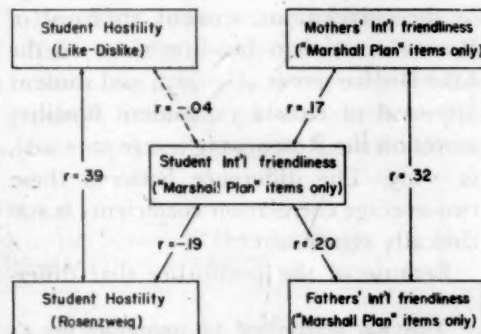 Student Hostility
(Like-Dislike)
Mothers' Int'l friendliness
("Marshall Plan" items only)
r=-.04
r=.17
r=.39
Student Int'l friendliness
("Marshall Plan" items only)
r=.32
r=-.19
r=.20
Student Hostility
(Rosenzweig)
Fathers' Int'l friendliness
("Marshall Plan" items only)